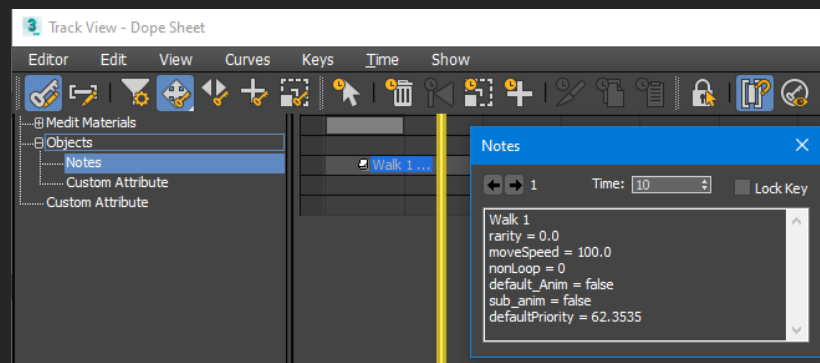 3 Track View - Dope Sheet
Editor Edit View Curves Keys Time Show
Medit Materials
Objects
Notes
Walk 1 ...
Custom Attribute
Custom Attribute
Notes
1 Time: 10 Lock Key
Walk 1
rarity = 0.0
moveSpeed = 100.0
nonLoop = 0
default_Anim = false
sub_anim = false
defaultPriority = 62.3535